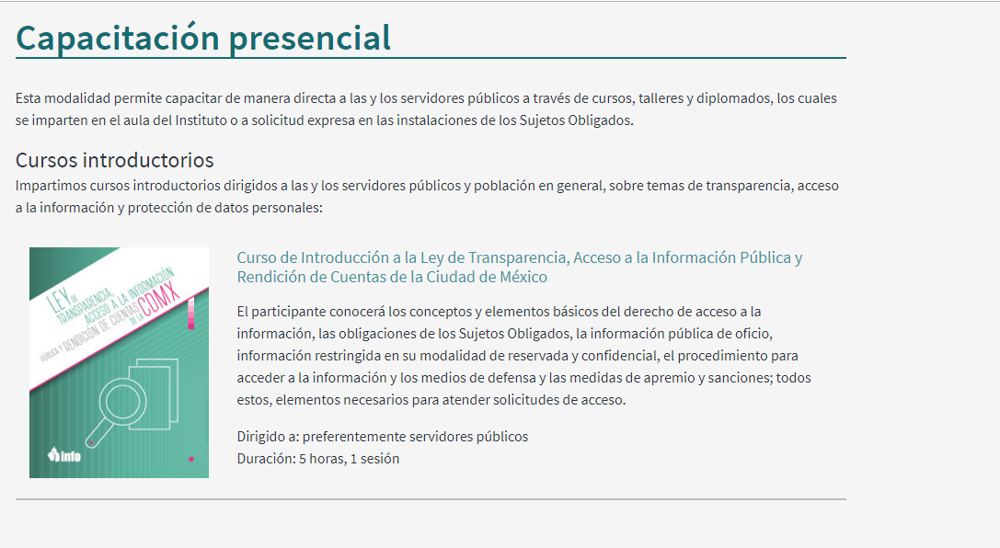 Capacitación presencial
Esta modalidad permite capacitar de manera directa a las y los servidores públicos a través de cursos, talleres y diplomados, los cuales
se imparten en el aula del Instituto o a solicitud expresa en las instalaciones de los Sujetos Obligados.
Cursos introductorios
Impartimos cursos introductorios dirigidos a las y los servidores públicos y población en general, sobre temas de transparencia, acceso
a la información y protección de datos personales:
LEY DE
TRANSPARENCIA,
ACCESO A LA INFORMACIÓN
PÚBLICA Y RENDICIÓN DE CUENTAS
DE LA CDMX
info
Curso de Introducción a la Ley de Transparencia, Acceso a la Información Pública y
Rendición de Cuentas de la Ciudad de México
El participante conocerá los conceptos y elementos básicos del derecho de acceso a la
información, las obligaciones de los Sujetos Obligados, la información pública de oficio,
información restringida en su modalidad de reservada y confidencial, el procedimiento para
acceder a la información y los medios de defensa y las medidas de apremio y sanciones; todos
estos, elementos necesarios para atender solicitudes de acceso.
Dirigido a: preferentemente servidores públicos
Duración: 5 horas, 1 sesión